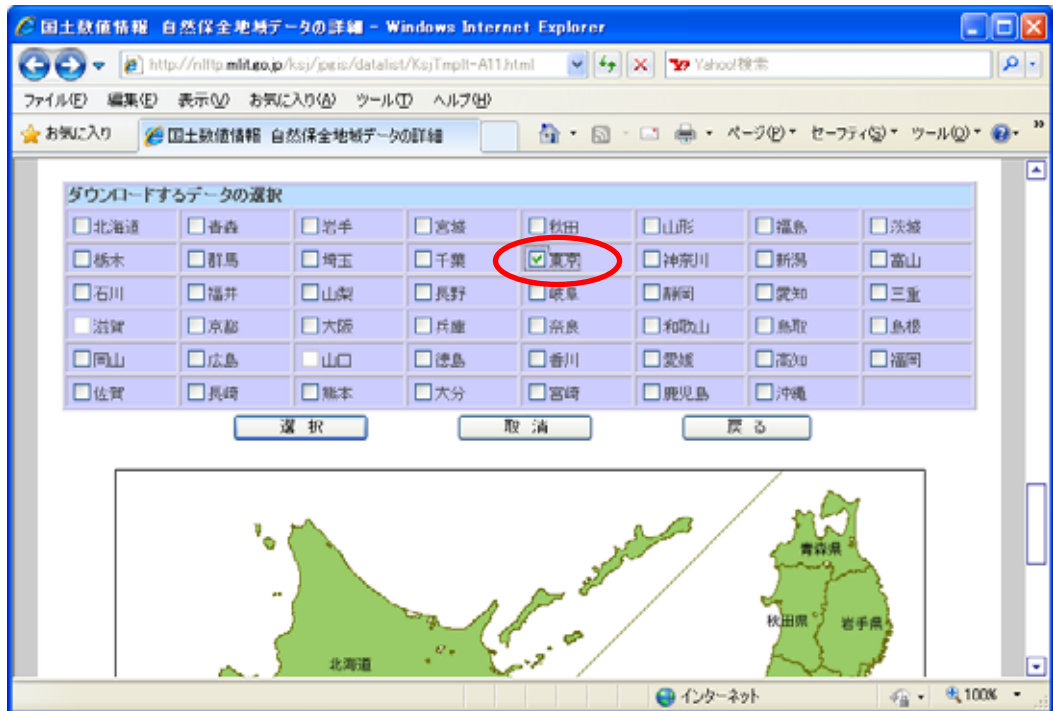 国土数値情報 自然保全地域データの詳細 - Windows Internet Explorer
http://nlftp.mlit.go.jp/ksj/jpgis/datalist/KsjTmplt-A11.html Yahoo!検索
ファイル(F) 編集(E) 表示(V) お気に入り(A) ツール(T) ヘルプ(H)
お気に入り 国土数値情報 自然保全地域データの詳細 ページ(P) セーフティ(S) ツール(O)
ダウンロードするデータの選択
北海道 青森 岩手 宮城 秋田 山形 福島 茨城
栃木 群馬 埼玉 千葉 東京 神奈川 新潟 富山
石川 福井 山梨 長野 岐阜 静岡 愛知 三重
滋賀 京都 大阪 兵庫 奈良 和歌山 鳥取 島根
岡山 広島 山口 徳島 香川 愛媛 高知 福岡
佐賀 長崎 熊本 大分 宮崎 鹿児島 沖縄
選 択 取 消 戻 る
青森県
秋田県 岩手県
北海道
インターネット 100%